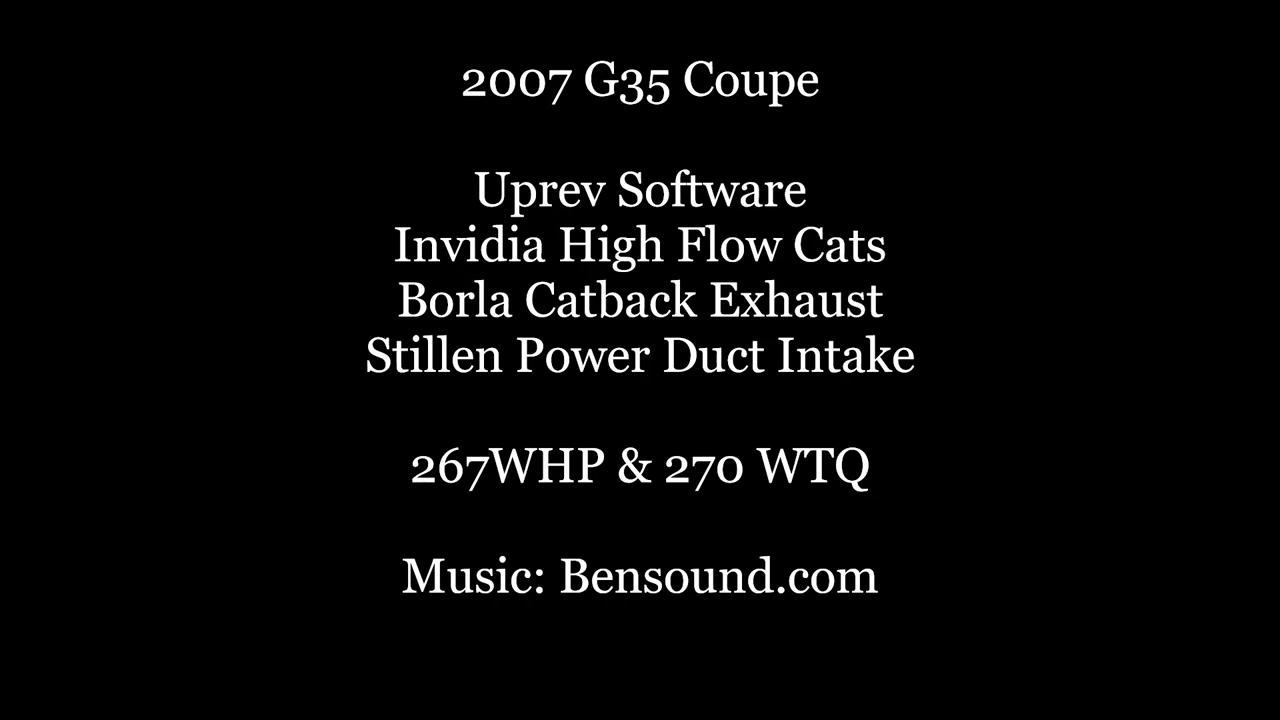 2007 G35 Coupe
Uprev Software
Invidia High Flow Cats
Borla Catback Exhaust
Stillen Power Duct Intake
267WHP & 270 WTQ
Music: Bensound.com